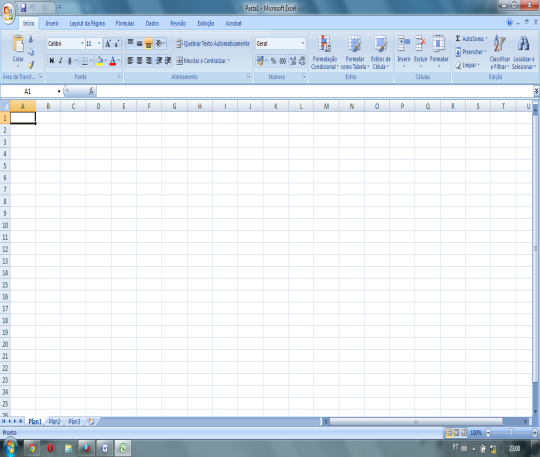 Pasta1 - Microsoft Excel
Início Inserir Layout da Página Fórmulas Dados Revisão Exibição Acrobat
Calibri 11 A A Quebrar Texto Automaticamente Geral Σ AutoSoma
Colar N I S A Mesclar e Centralizar % 000 Formatação Condicional Formatar como Tabela Estilos de Célula Inserir Excluir Formatar Preencher Limpar Classificar e Filtrar Localizar e Selecionar
Área de Transf... Fonte Alinhamento Número Estilo Células Edição
A1 fx
A B C D E F G H I J K L M N O P Q R S T U
1
2
3
4
5
6
7
8
9
10
11
12
13
14
15
16
17
18
19
20
21
22
23
24
25
26
Plan1 Plan2 Plan3
Pronto 100%
PT 23:00